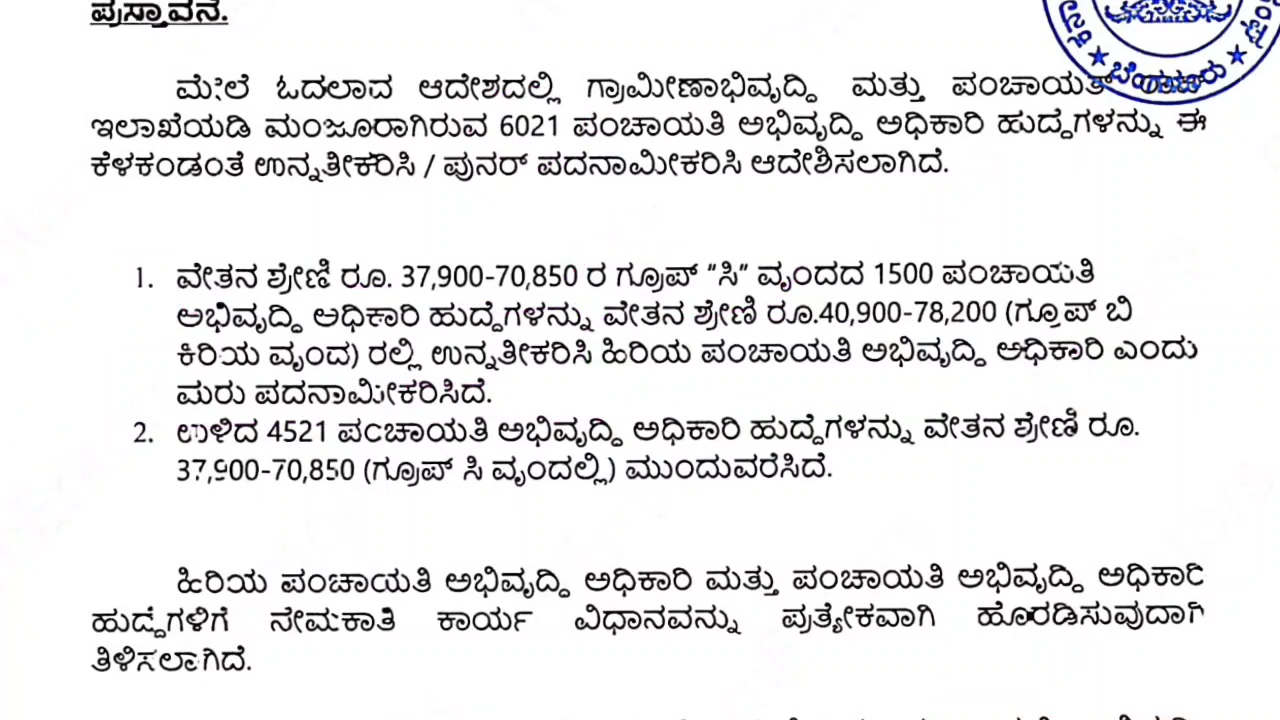 ಪ್ರಸ್ತಾವನೆ.
ಮೇಲೆ ಓದಲಾದ ಆದೇಶದಲ್ಲಿ ಗ್ರಾಮೀಣಾಭಿವೃದ್ಧಿ ಮತ್ತು ಪಂಚಾಯತ್
ಇಲಾಖೆಯಡಿ ಮಂಜೂರಾಗಿರುವ 6021 ಪಂಚಾಯತಿ ಅಭಿವೃದ್ಧಿ ಅಧಿಕಾರಿ ಹುದ್ದೆಗಳನ್ನು ಈ
ಕೆಳಕಂಡಂತೆ ಉನ್ನತೀಕರಿಸಿ / ಪುನರ್ ಪದನಾಮೀಕರಿಸಿ ಆದೇಶಿಸಲಾಗಿದೆ.
1. ವೇತನ ಶ್ರೇಣಿ ರೂ. 37,900-70,850 ರ ಗ್ರೂಪ್ "ಸಿ" ವೃಂದದ 1500 ಪಂಚಾಯತಿ
ಅಭಿವೃದ್ಧಿ ಅಧಿಕಾರಿ ಹುದ್ದೆಗಳನ್ನು ವೇತನ ಶ್ರೇಣಿ ರೂ.40,900-78,200 (ಗ್ರೂಪ್ ಬಿ
ಕಿರಿಯ ವೃಂದ) ರಲ್ಲಿ ಉನ್ನತೀಕರಿಸಿ ಹಿರಿಯ ಪಂಚಾಯತಿ ಅಭಿವೃದ್ಧಿ ಅಧಿಕಾರಿ ಎಂದು
ಮರು ಪದನಾಮೀಕರಿಸಿದೆ.
2. ಉಳಿದ 4521 ಪಂಚಾಯತಿ ಅಭಿವೃದ್ಧಿ ಅಧಿಕಾರಿ ಹುದ್ದೆಗಳನ್ನು ವೇತನ ಶ್ರೇಣಿ ರೂ.
37,900-70,850 (ಗ್ರೂಪ್ ಸಿ ವೃಂದಲ್ಲಿ) ಮುಂದುವರೆಸಿದೆ.
ಹಿರಿಯ ಪಂಚಾಯತಿ ಅಭಿವೃದ್ಧಿ ಅಧಿಕಾರಿ ಮತ್ತು ಪಂಚಾಯತಿ ಅಭಿವೃದ್ಧಿ ಅಧಿಕಾರಿ
ಹುದ್ದೆಗಳಿಗೆ ನೇಮಕಾತಿ ಕಾರ್ಯ ವಿಧಾನವನ್ನು ಪ್ರತ್ಯೇಕವಾಗಿ ಹೊರಡಿಸುವುದಾಗಿ
ತಿಳಿಸಲಾಗಿದೆ.